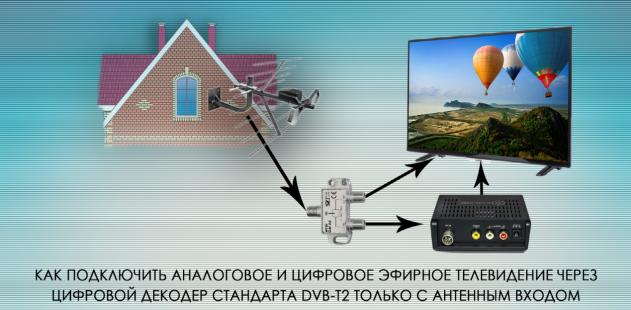 КАК ПОДКЛЮЧИТЬ АНАЛОГОВОЕ И ЦИФРОВОЕ ЭФИРНОЕ ТЕЛЕВИДЕНИЕ ЧЕРЕЗ
ЦИФРОВОЙ ДЕКОДЕР СТАНДАРТА DVB-T2 ТОЛЬКО С АНТЕННЫМ ВХОДОМ